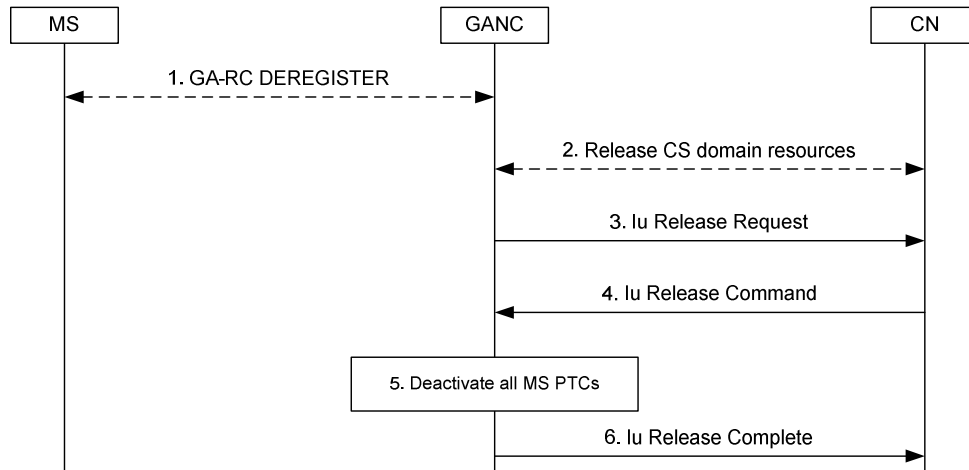 MS
GANC
CN
1. GA-RC DEREGISTER
2. Release CS domain resources
3. Iu Release Request
4. Iu Release Command
5. Deactivate all MS PTCs
6. Iu Release Complete